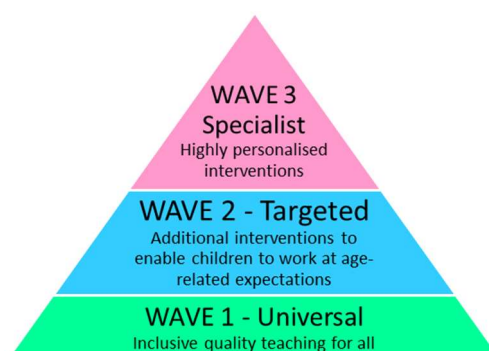 WAVE 3
Specialist
Highly personalised
interventions
WAVE 2 - Targeted
Additional interventions to
enable children to work at age-
related expectations
WAVE 1 - Universal
Inclusive quality teaching for all